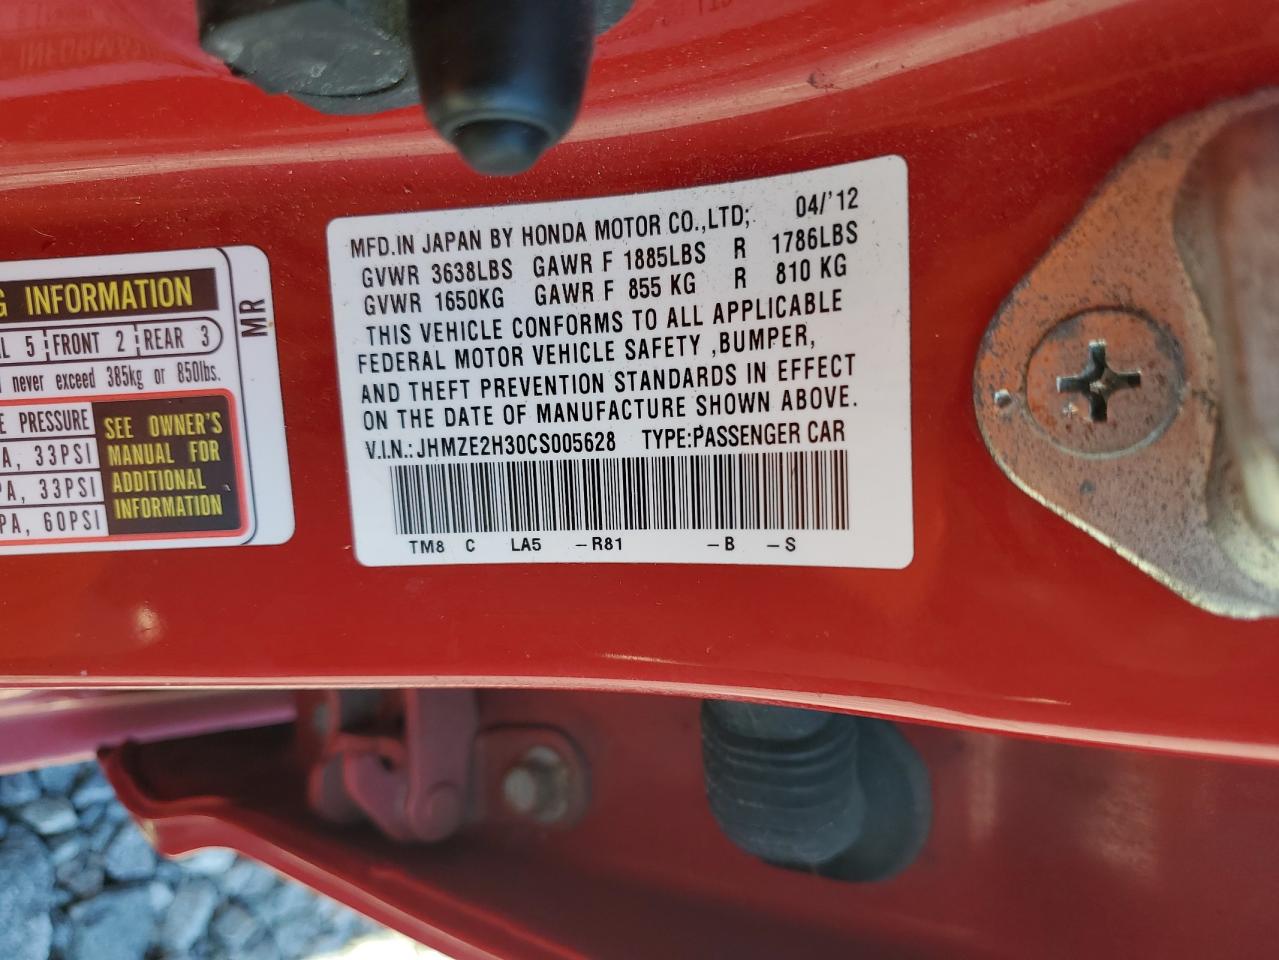 MFD.IN JAPAN BY HONDA MOTOR CO.,LTD; 04/'12
GVWR 3638LBS GAWR F 1885LBS R 1786LBS
GVWR 1650KG GAWR F 855 KG R 810 KG
THIS VEHICLE CONFORMS TO ALL APPLICABLE
FEDERAL MOTOR VEHICLE SAFETY ,BUMPER,
AND THEFT PREVENTION STANDARDS IN EFFECT
ON THE DATE OF MANUFACTURE SHOWN ABOVE.
V.I.N.: JHMZE2H30CS005628 TYPE:PASSENGER CAR
TM8 C LA5 -R81 -B -S
G INFORMATION
L 5 FRONT 2 REAR 3
never exceed 385kg or 850lbs.
E PRESSURE
A, 33PSI
PA, 33PSI
PA, 60PSI
SEE OWNER'S
MANUAL FOR
ADDITIONAL
INFORMATION
MR